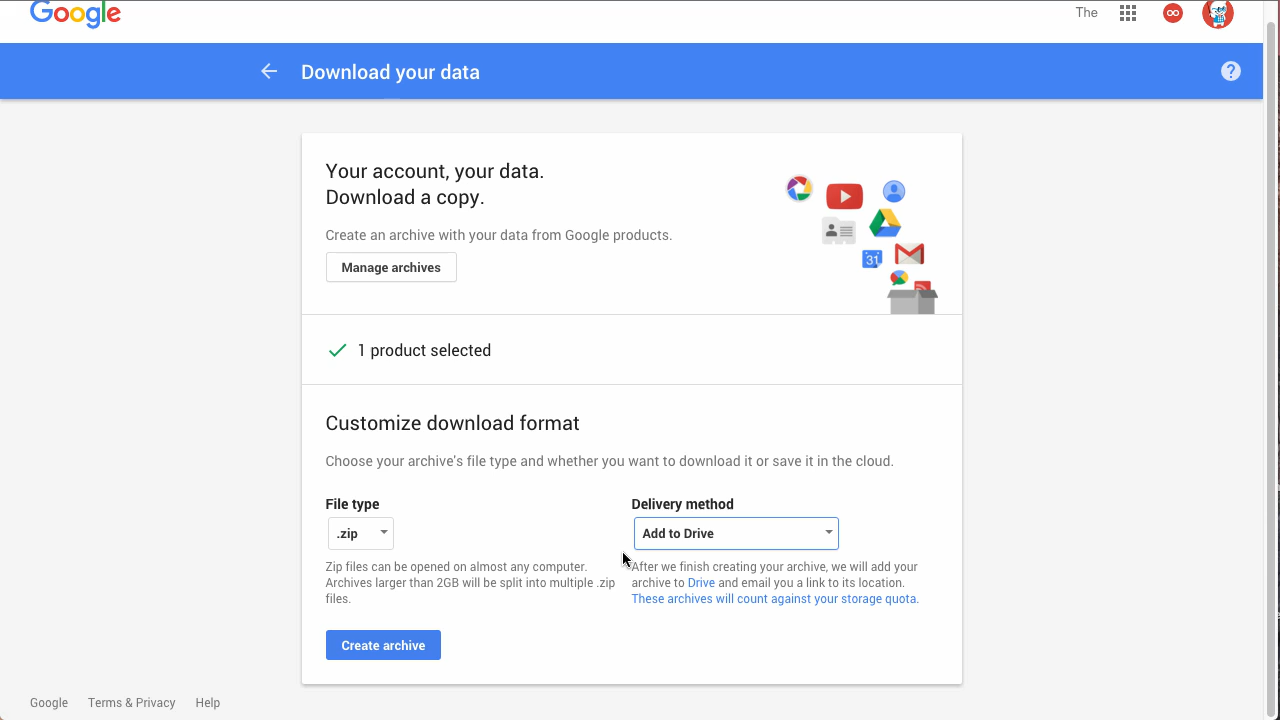 Google
The
Download your data
?
Your account, your data.
Download a copy.
Create an archive with your data from Google products.
31
Manage archives
1 product selected
Customize download format
Choose your archive's file type and whether you want to download it or save it in the cloud.
File type
Delivery method
.zip
Add to Drive
Zip files can be opened on almost any computer.
Archives larger than 2GB will be split into multiple .zip
files.
After we finish creating your archive, we will add your
archive to Drive and email you a link to its location.
These archives will count against your storage quota.
Create archive
Google Terms & Privacy Help